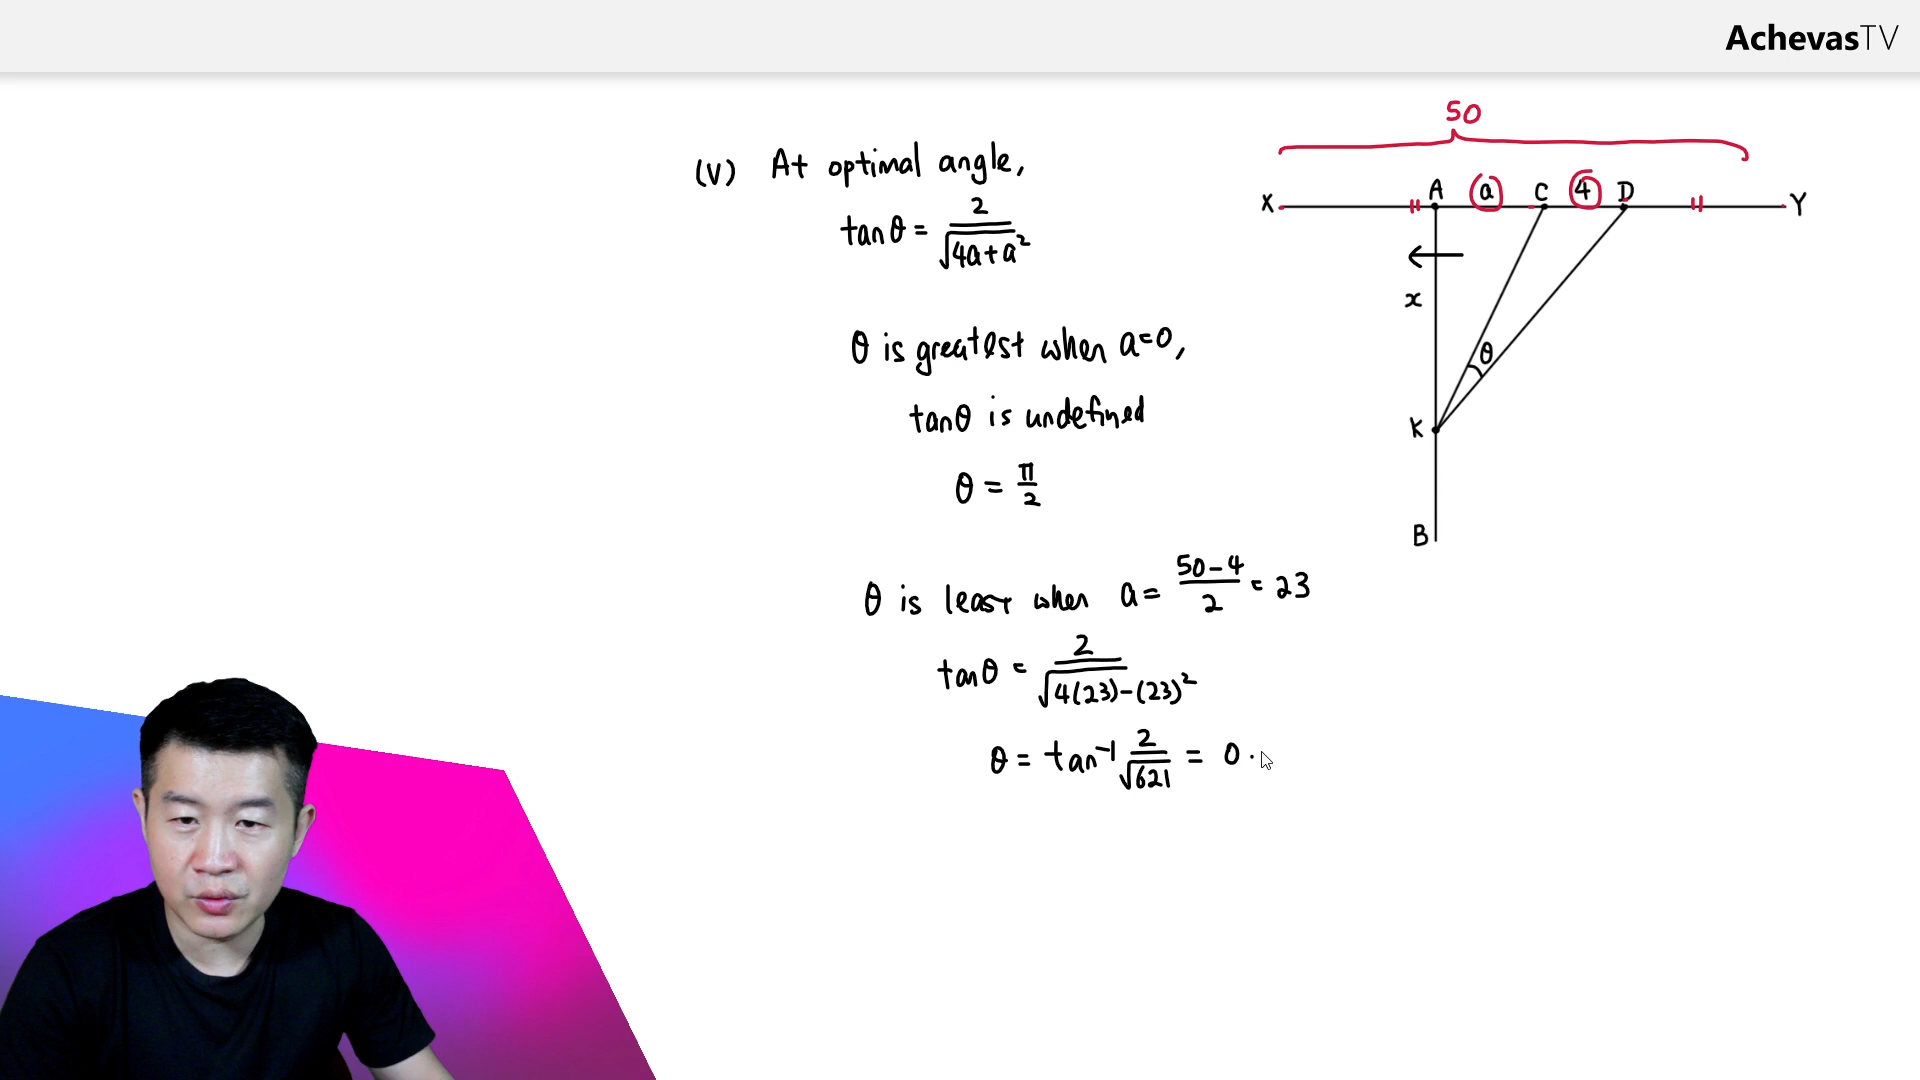 AchevasTV
50
(V) At optimal angle,
tanθ = 2/√(4a+a²)
X A a C 4 D Y
x
θ is greatest when a=0,
θ
tanθ is undefined
K
θ = π/2
B
θ is least when a = (50-4)/2 = 23
tanθ = 2/√(4(23)-(23)²)
θ = tan⁻¹ 2/√621 = 0.